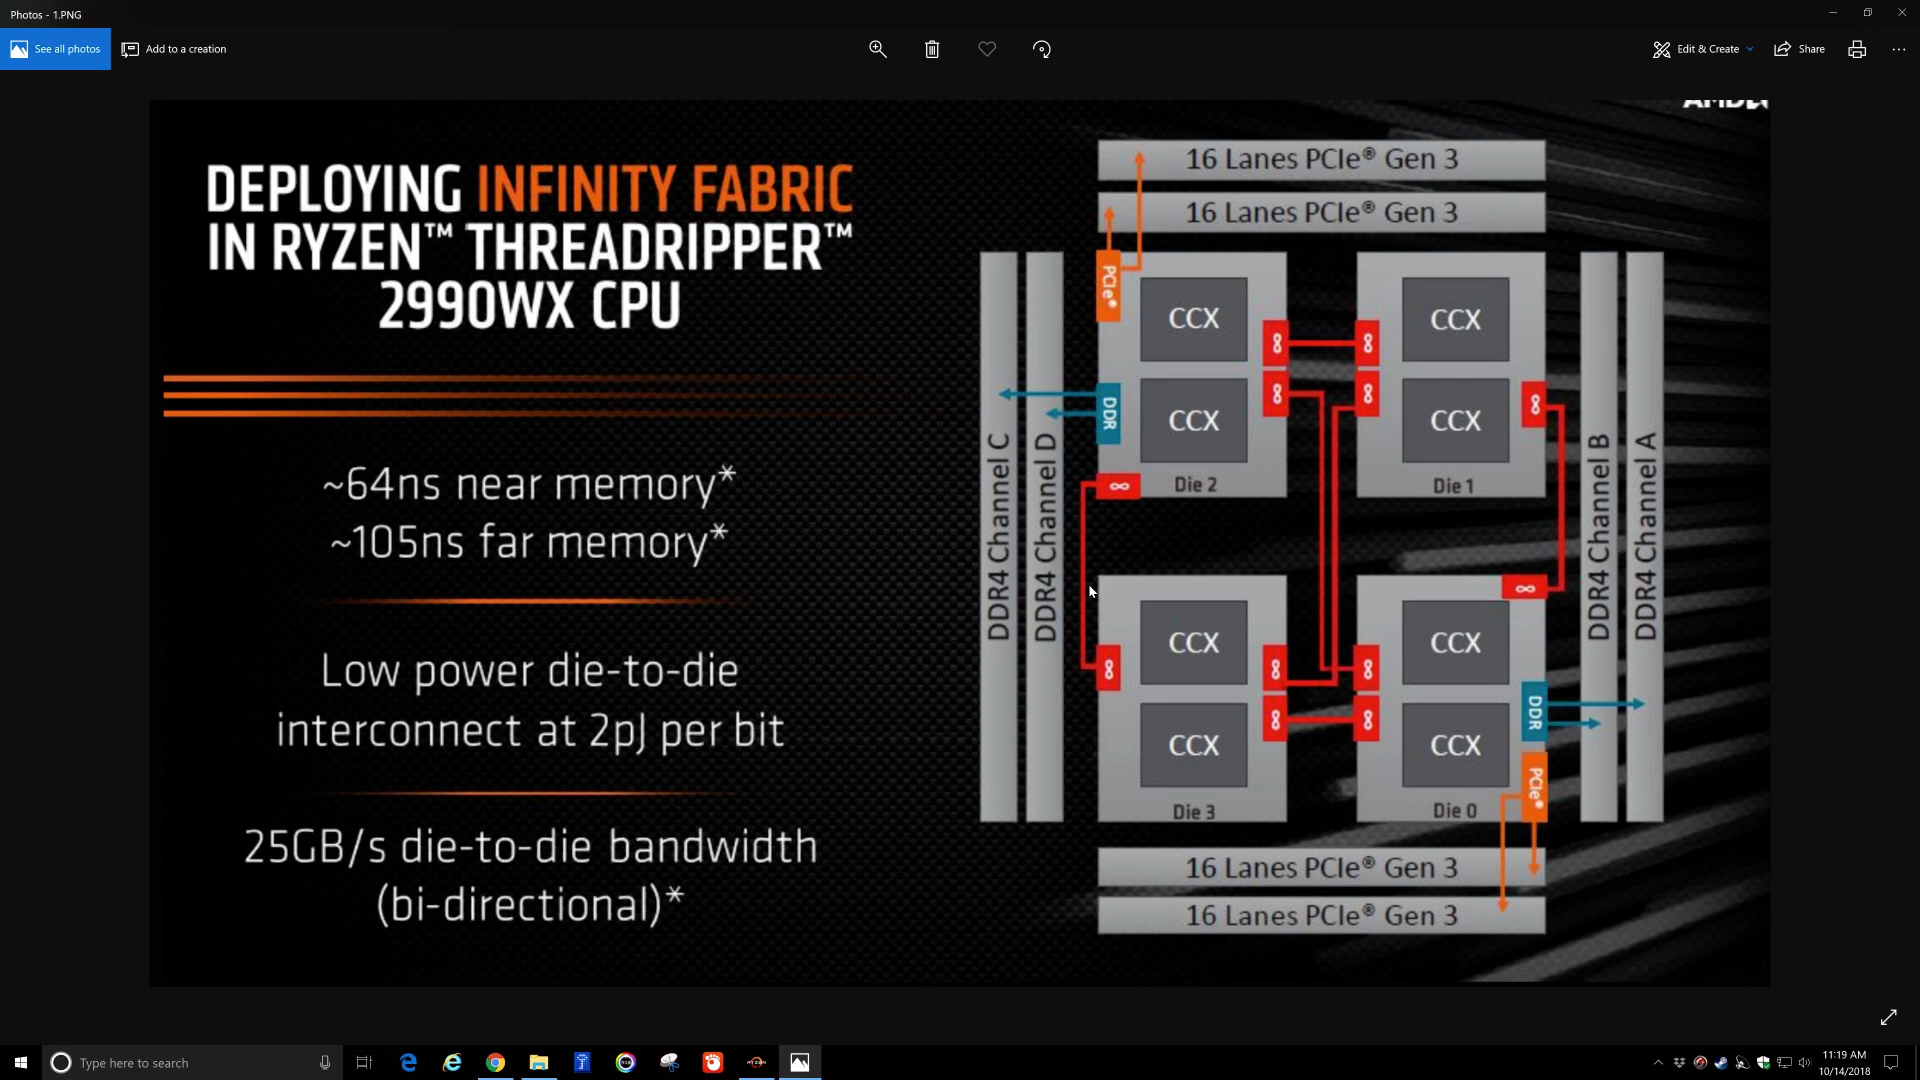 Photos - 1.PNG
See all photos
Add to a creation
Edit & Create
Share
DEPLOYING INFINITY FABRIC
IN RYZEN™ THREADRIPPER™
2990WX CPU
~64ns near memory*
~105ns far memory*
Low power die-to-die
interconnect at 2pJ per bit
25GB/s die-to-die bandwidth
(bi-directional)*
AMD
16 Lanes PCIe® Gen 3
16 Lanes PCIe® Gen 3
DDR4 Channel C
DDR4 Channel D
PCIe®
DDR
CCX
CCX
Die 2
CCX
CCX
Die 1
DDR4 Channel B
DDR4 Channel A
CCX
CCX
Die 3
CCX
CCX
Die 0
DDR
PCIe®
16 Lanes PCIe® Gen 3
16 Lanes PCIe® Gen 3
Type here to search
RYZEN
11:19 AM
10/14/2018